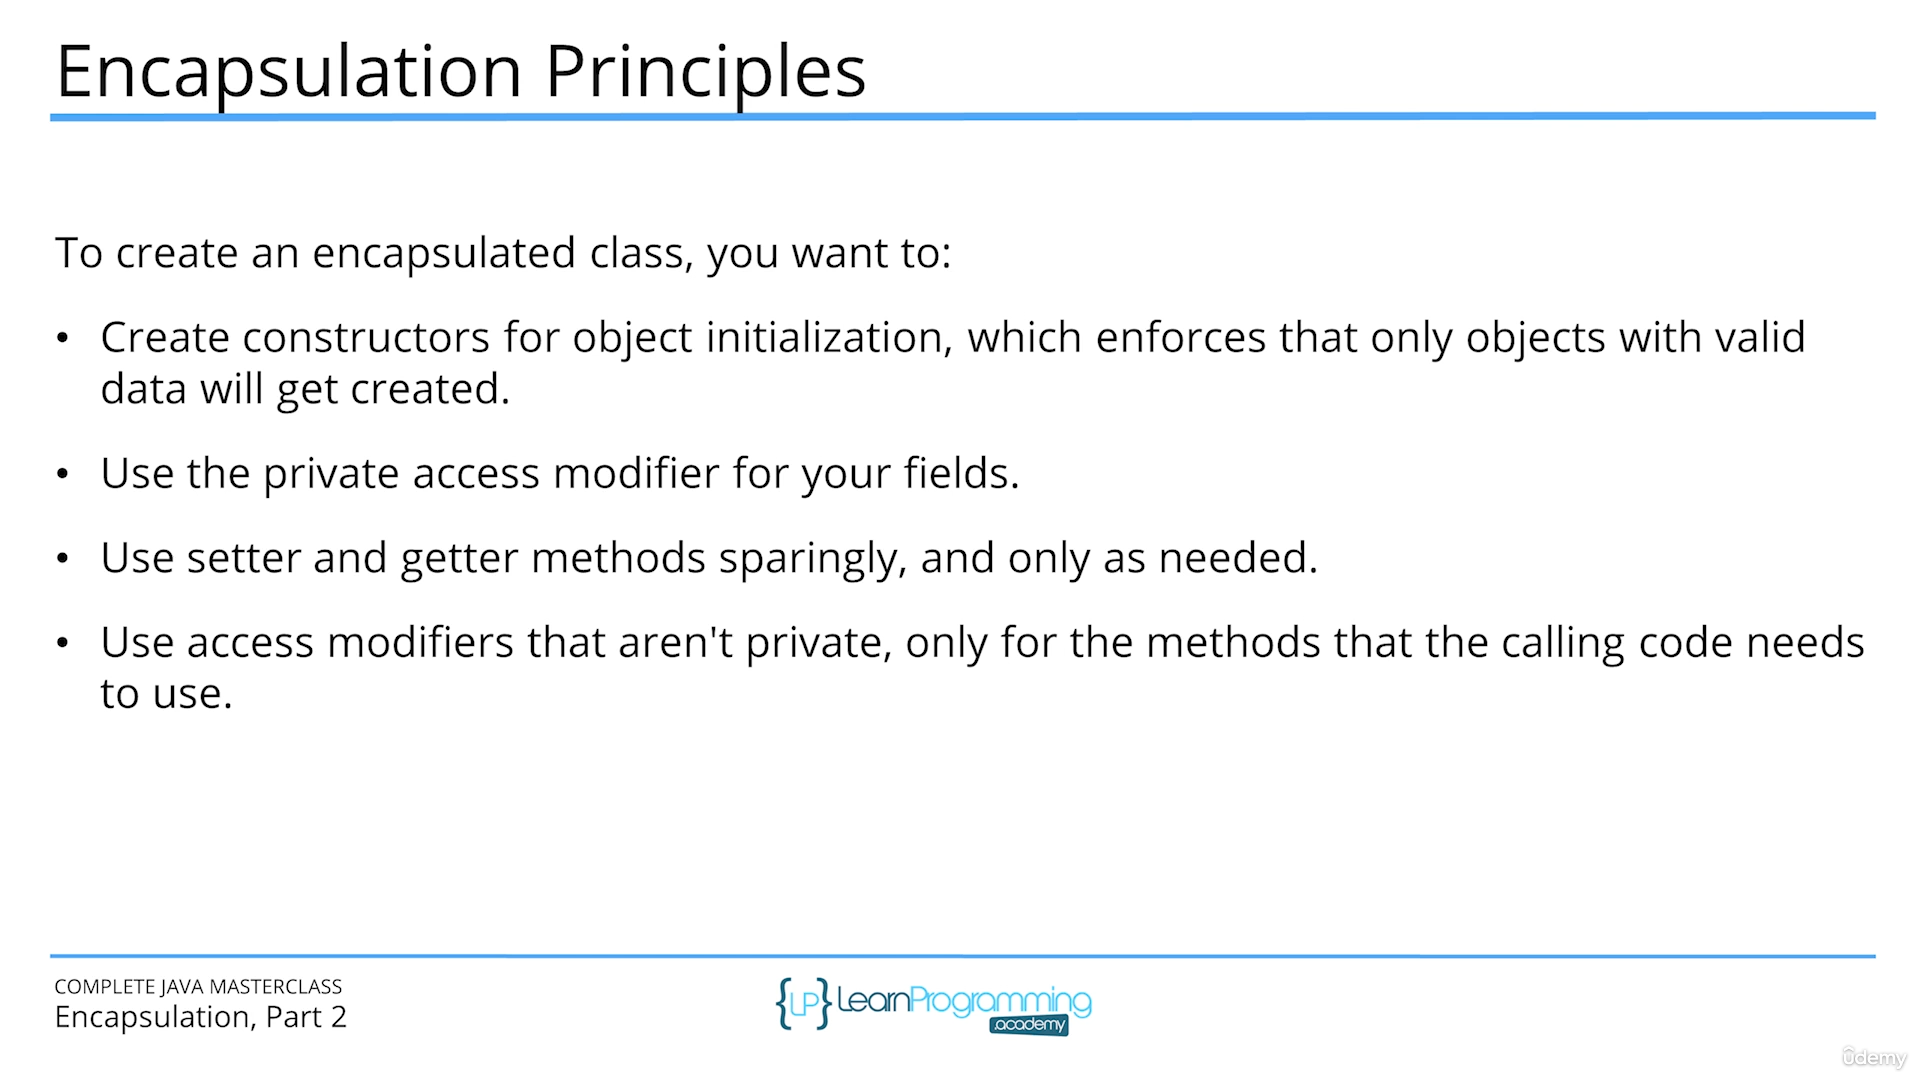 Encapsulation Principles
To create an encapsulated class, you want to:
• Create constructors for object initialization, which enforces that only objects with valid
data will get created.
• Use the private access modifier for your fields.
• Use setter and getter methods sparingly, and only as needed.
• Use access modifiers that aren't private, only for the methods that the calling code needs
to use.
COMPLETE JAVA MASTERCLASS
Encapsulation, Part 2
{LP} LearnProgramming
.academy
ûdemy